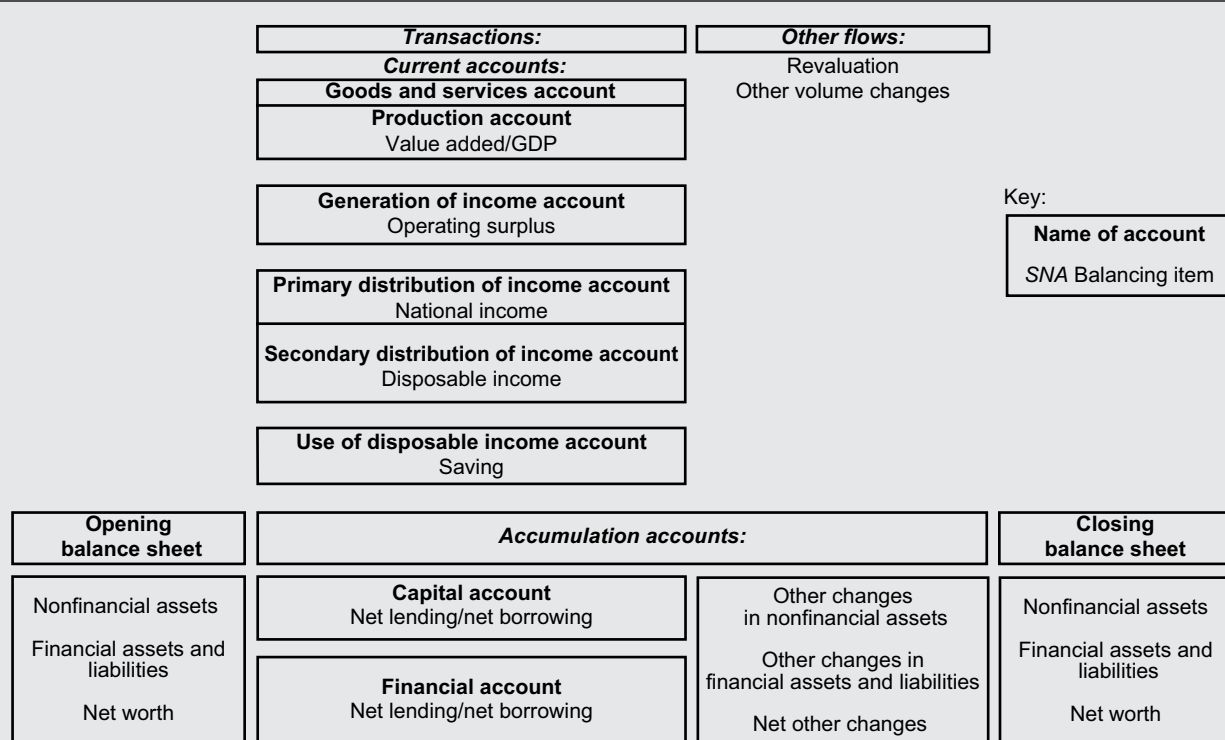 Transactions:
Other flows:
Current accounts:
Revaluation
Goods and services account
Other volume changes
Production account
Value added/GDP
Generation of income account
Operating surplus
Key:
Name of account
SNA Balancing item
Primary distribution of income account
National income
Secondary distribution of income account
Disposable income
Use of disposable income account
Saving
Opening
balance sheet
Accumulation accounts:
Closing
balance sheet
Nonfinancial assets
Financial assets and
liabilities
Net worth
Capital account
Net lending/net borrowing
Financial account
Net lending/net borrowing
Other changes
in nonfinancial assets
Other changes in
financial assets and liabilities
Net other changes
Nonfinancial assets
Financial assets and
liabilities
Net worth